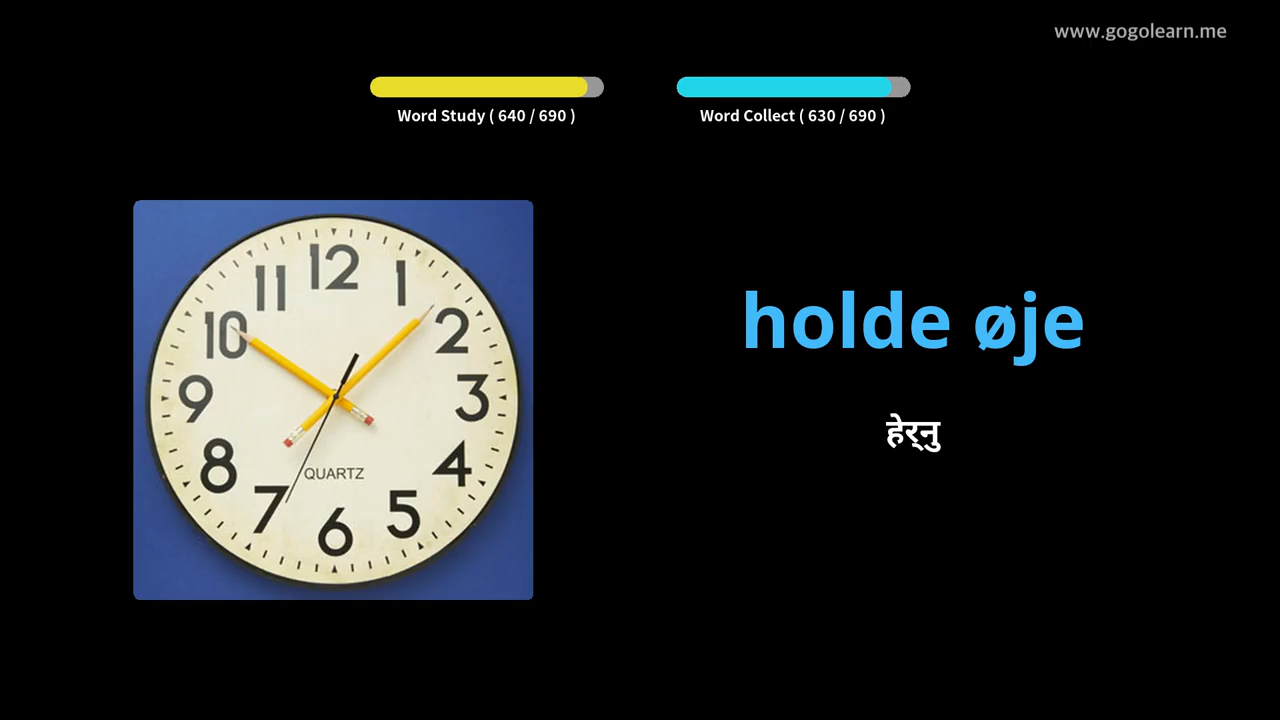 www.gogolearn.me
Word Study ( 640 / 690 )
Word Collect ( 630 / 690 )
12
11
1
10
2
9
3
8
4
QUARTZ
7
5
6
holde øje
हेर्नु